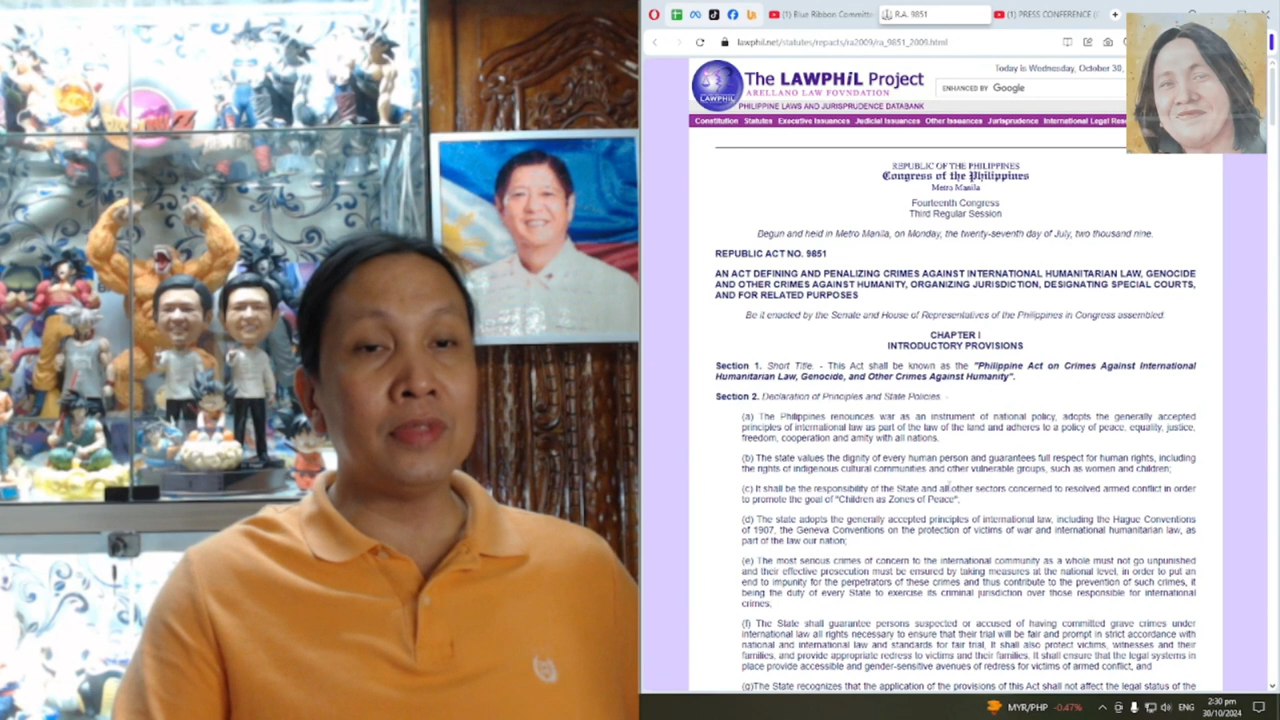 (1) Blue Ribbon Committe
R.A. 9851
(1) PRESS CONFERENCE (
lawphil.net/statutes/repacts/ra2009/ra_9851_2009.html
Today is Wednesday, October 30,
The LAWPHiL Project
ARELLANO LAW FOUNDATION
PHILIPPINE LAWS AND JURISPRUDENCE DATABANK
LAWPHiL
ENHANCED BY Google
Constitution Statutes Executive Issuances Judicial Issuances Other Issuances Jurisprudence International Legal Res
REPUBLIC OF THE PHILIPPINES
Congress of the Philippines
Metro Manila
Fourteenth Congress
Third Regular Session
Begun and held in Metro Manila, on Monday, the twenty-seventh day of July, two thousand nine.
REPUBLIC ACT NO. 9851
AN ACT DEFINING AND PENALIZING CRIMES AGAINST INTERNATIONAL HUMANITARIAN LAW, GENOCIDE
AND OTHER CRIMES AGAINST HUMANITY, ORGANIZING JURISDICTION, DESIGNATING SPECIAL COURTS,
AND FOR RELATED PURPOSES
Be it enacted by the Senate and House of Representatives of the Philippines in Congress assembled.
CHAPTER I
INTRODUCTORY PROVISIONS
Section 1. Short Title. - This Act shall be known as the "Philippine Act on Crimes Against International
Humanitarian Law, Genocide, and Other Crimes Against Humanity".
Section 2. Declaration of Principles and State Policies. -
(a) The Philippines renounces war as an instrument of national policy, adopts the generally accepted
principles of international law as part of the law of the land and adheres to a policy of peace, equality, justice,
freedom, cooperation and amity with all nations.
(b) The state values the dignity of every human person and guarantees full respect for human rights, including
the rights of indigenous cultural communities and other vulnerable groups, such as women and children;
(c) It shall be the responsibility of the State and all other sectors concerned to resolved armed conflict in order
to promote the goal of "Children as Zones of Peace";
(d) The state adopts the generally accepted principles of international law, including the Hague Conventions
of 1907, the Geneva Conventions on the protection of victims of war and international humanitarian law, as
part of the law our nation;
(e) The most serious crimes of concern to the international community as a whole must not go unpunished
and their effective prosecution must be ensured by taking measures at the national level, in order to put an
end to impunity for the perpetrators of these crimes and thus contribute to the prevention of such crimes, it
being the duty of every State to exercise its criminal jurisdiction over those responsible for international
crimes;
(f) The State shall guarantee persons suspected or accused of having committed grave crimes under
international law all rights necessary to ensure that their trial will be fair and prompt in strict accordance with
national and international law and standards for fair trial, It shall also protect victims, witnesses and their
families, and provide appropriate redress to victims and their families, It shall ensure that the legal systems in
place provide accessible and gender-sensitive avenues of redress for victims of armed conflict, and
(g)The State recognizes that the application of the provisions of this Act shall not affect the legal status of the
MYR/PHP -0.47%
ENG
2:30 pm
30/10/2024